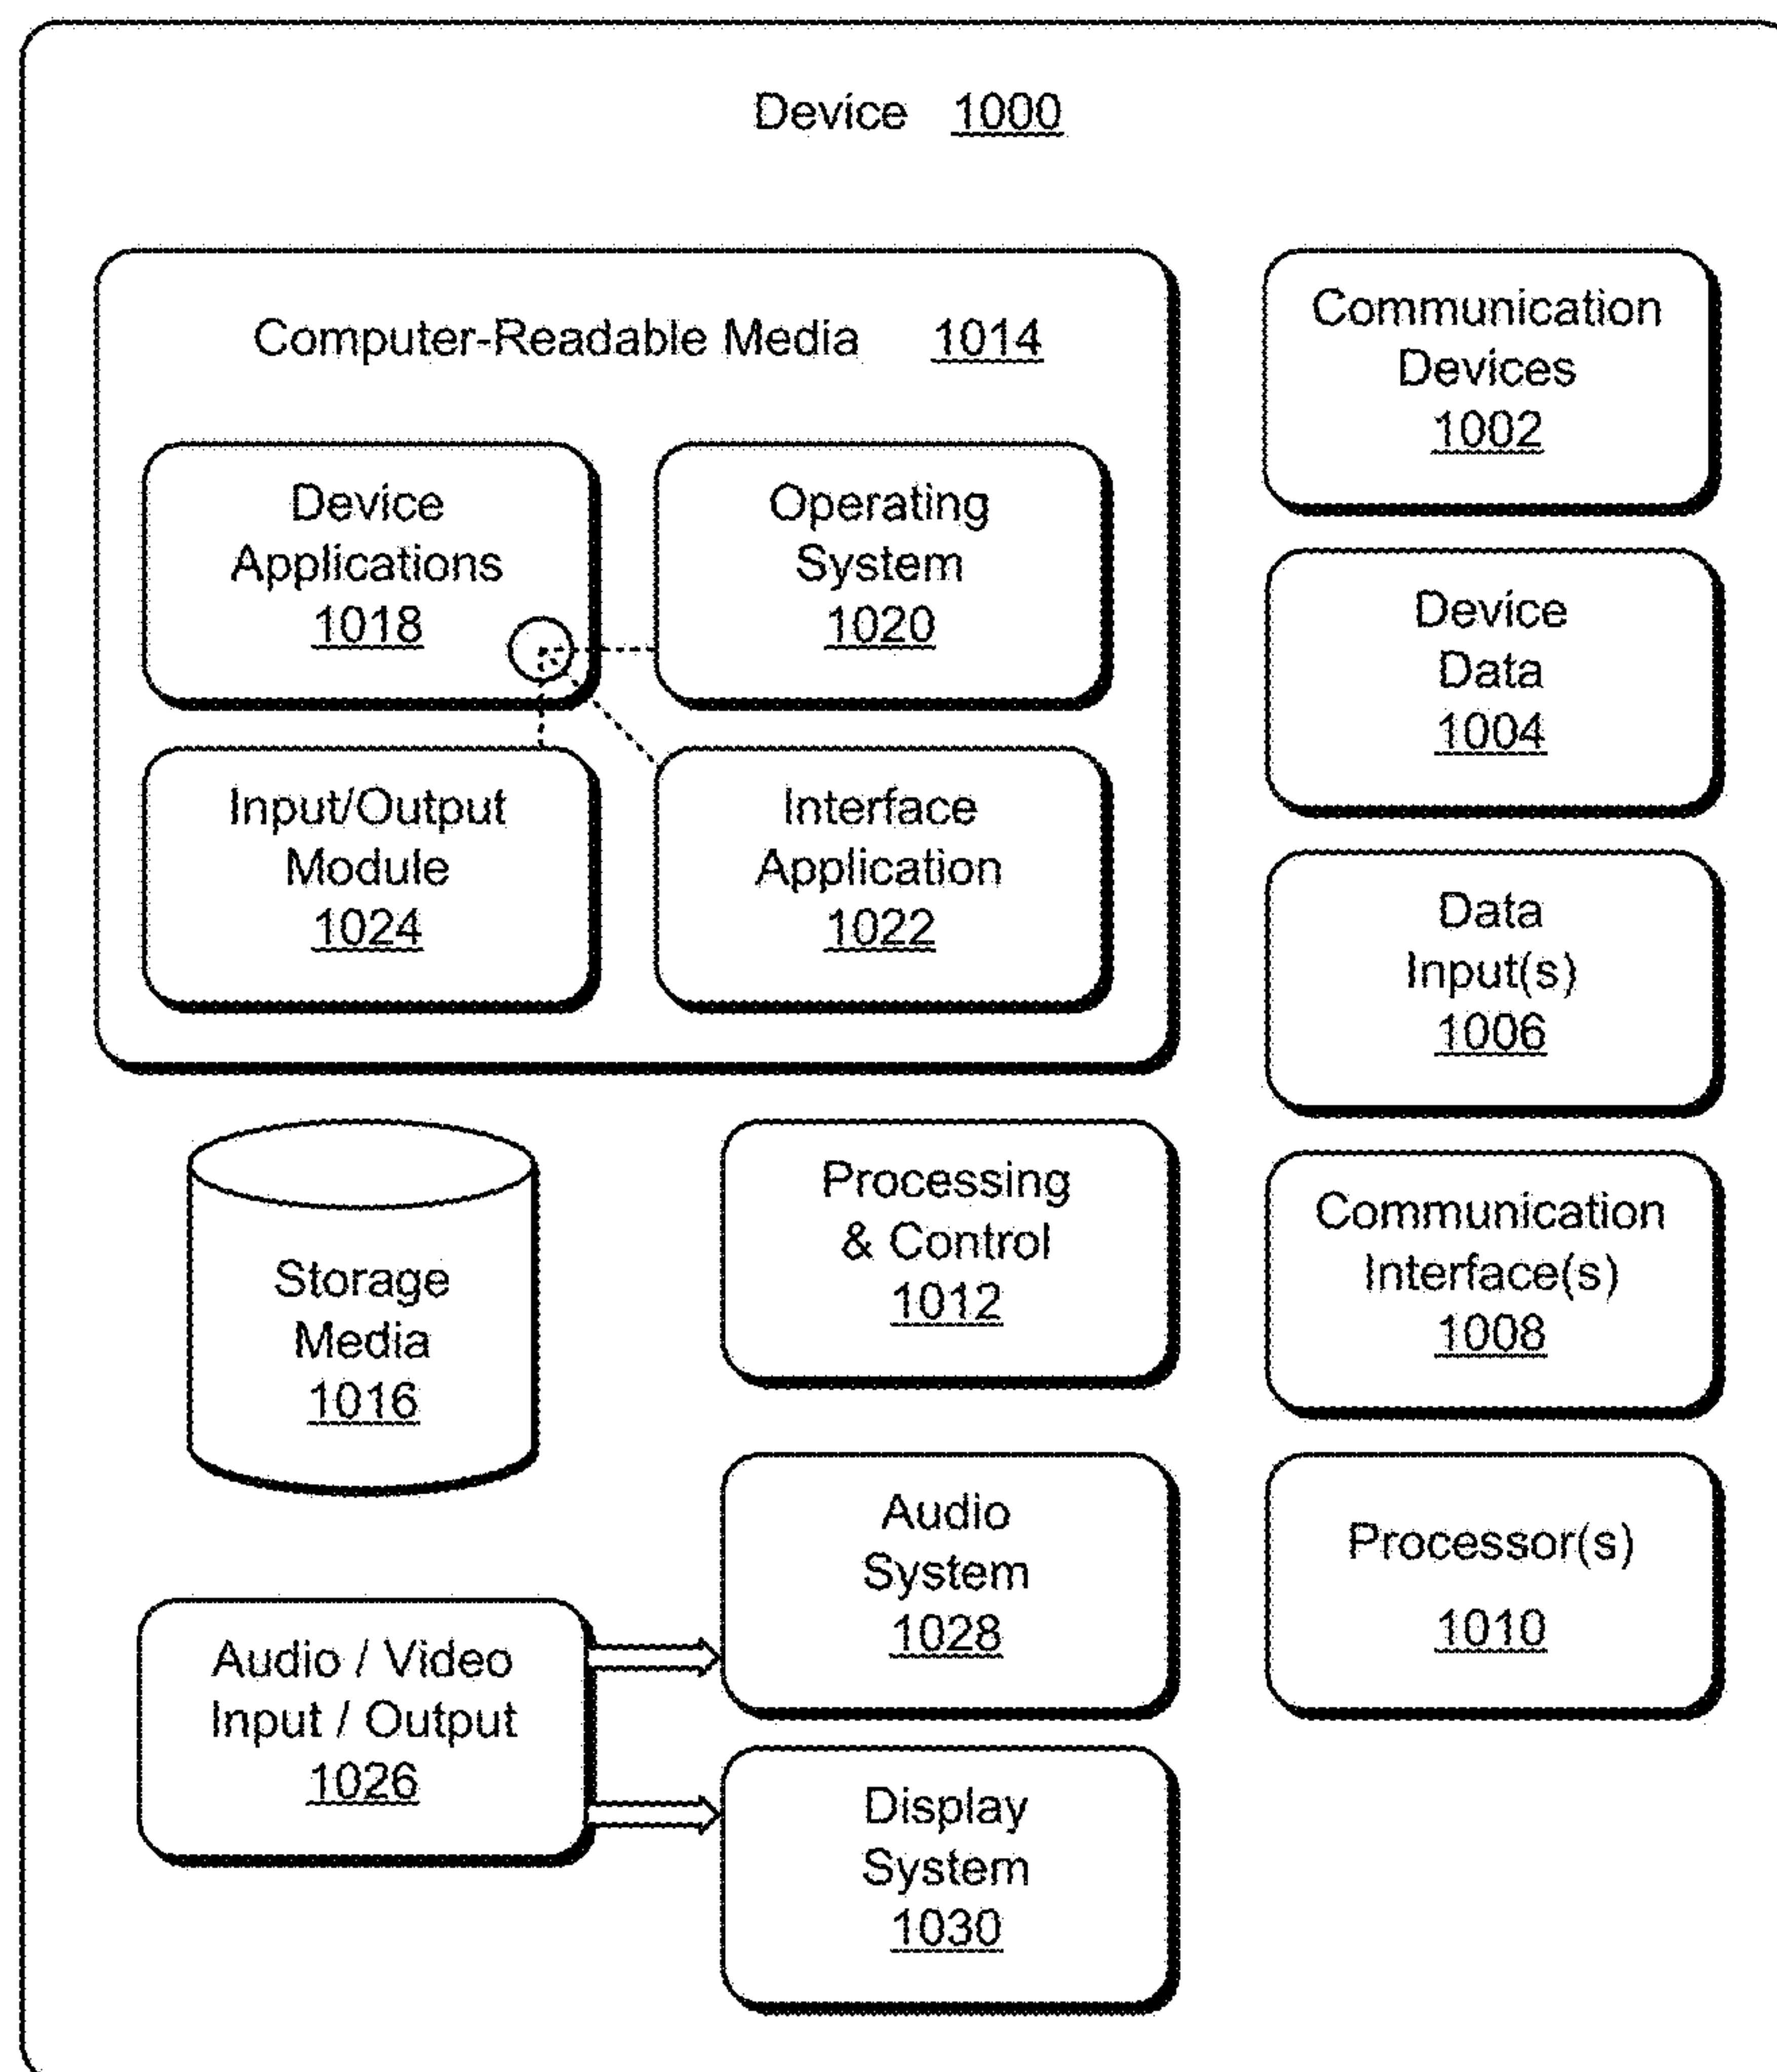 Device 1000
Computer-Readable Media 1014
Device
Applications
1018
Operating
System
1020
Input/Output
Module
1024
Interface
Application
1022
Communication
Devices
1002
Device
Data
1004
Data
Input(s)
1006
Communication
Interface(s)
1008
Processor(s)
1010
Storage
Media
1016
Processing
& Control
1012
Audio / Video
Input / Output
1026
Audio
System
1028
Display
System
1030